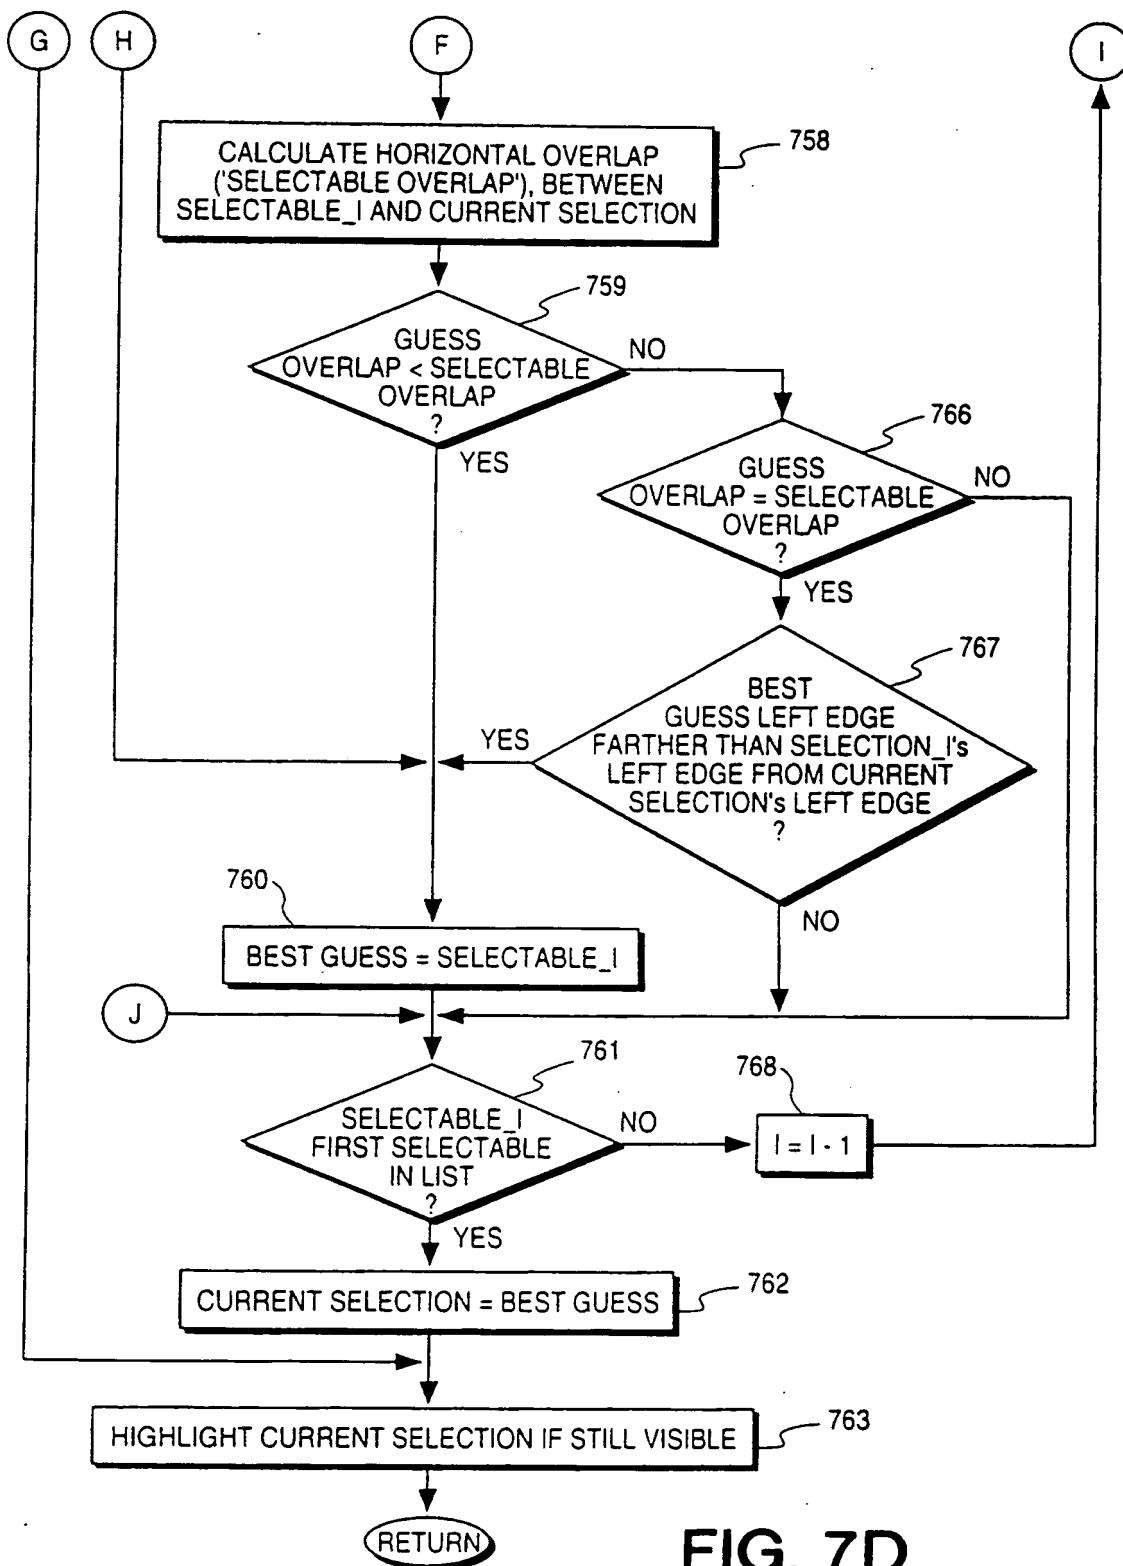 G
H
F
I
CALCULATE HORIZONTAL OVERLAP
('SELECTABLE OVERLAP'), BETWEEN
SELECTABLE_I AND CURRENT SELECTION
758
759
GUESS
OVERLAP < SELECTABLE
OVERLAP
?
NO
YES
766
GUESS
OVERLAP = SELECTABLE
OVERLAP
?
NO
YES
767
BEST
GUESS LEFT EDGE
FARTHER THAN SELECTION_I's
LEFT EDGE FROM CURRENT
SELECTION's LEFT EDGE
?
YES
NO
760
BEST GUESS = SELECTABLE_I
J
761
SELECTABLE_I
FIRST SELECTABLE
IN LIST
?
NO
768
I = I - 1
YES
CURRENT SELECTION = BEST GUESS
762
HIGHLIGHT CURRENT SELECTION IF STILL VISIBLE
763
RETURN
FIG. 7D